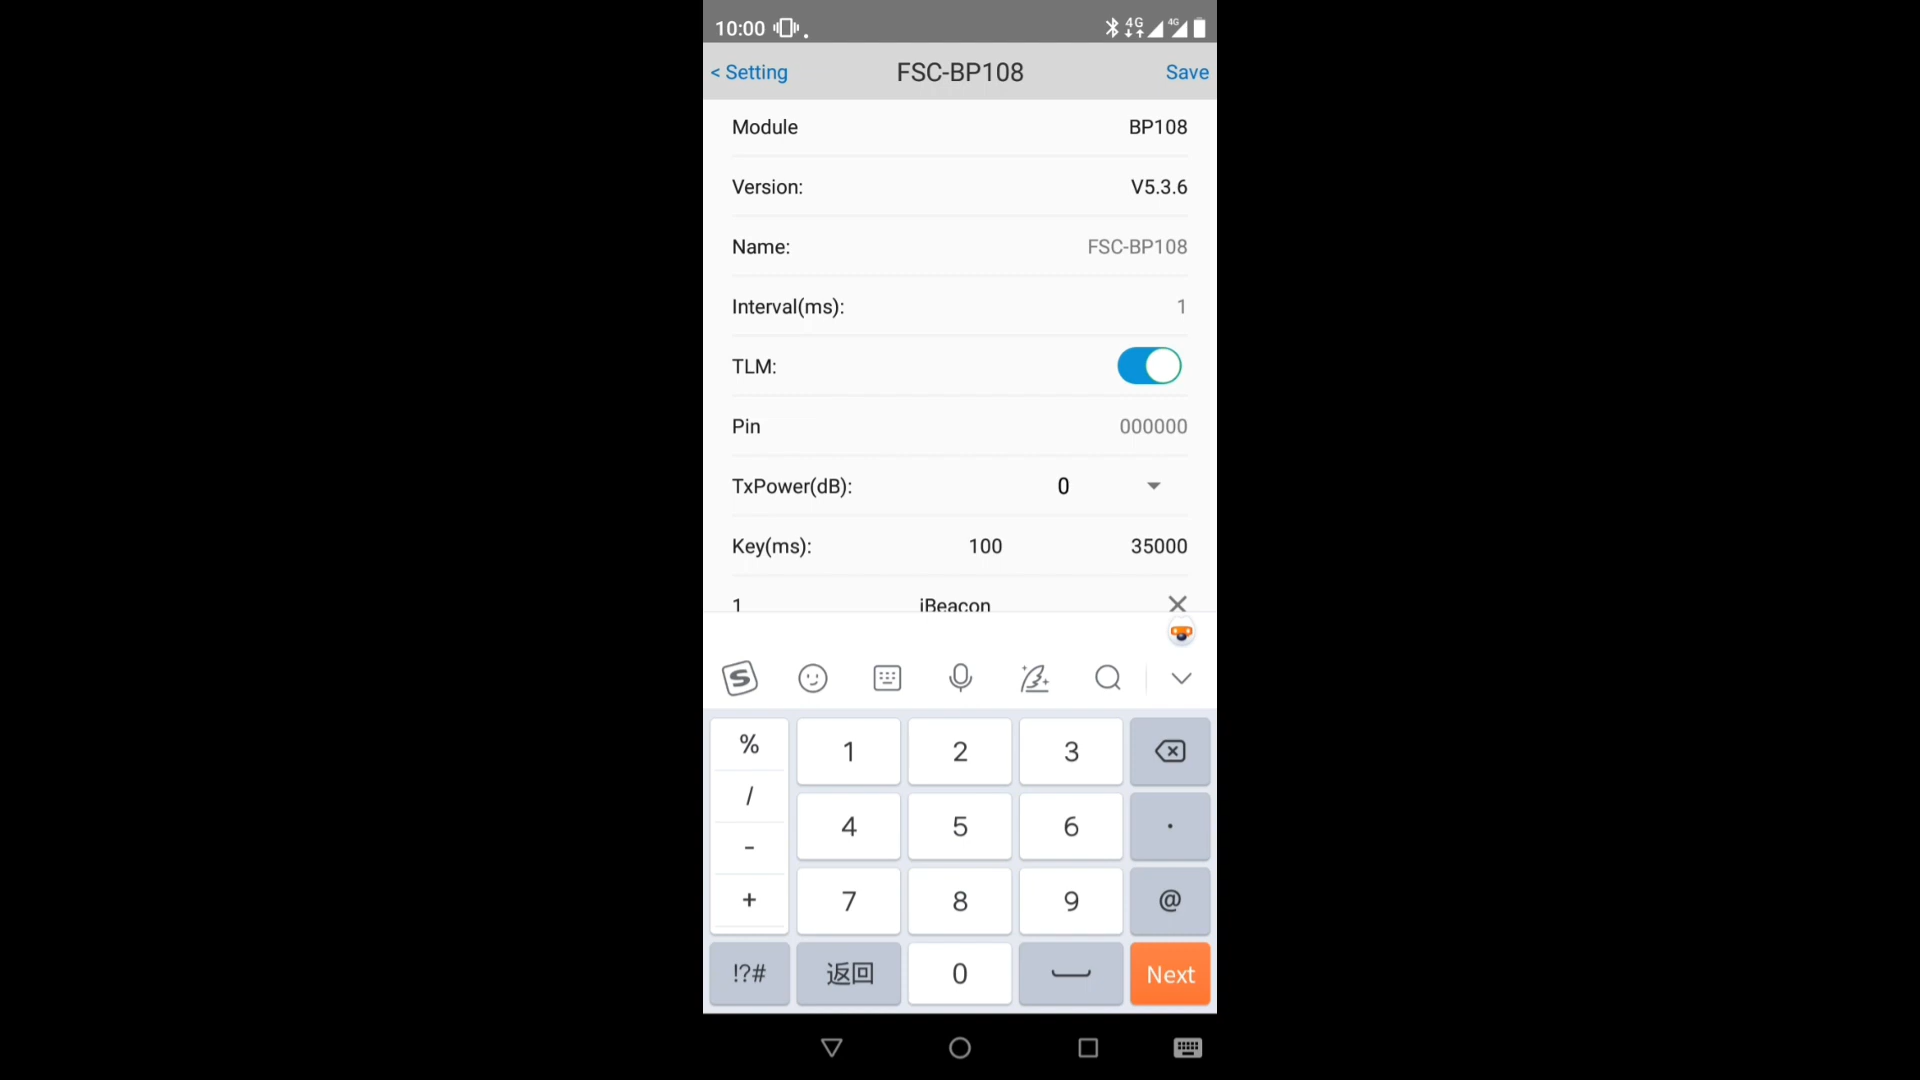 10:00 4G 4G
< Setting FSC-BP108 Save
Module BP108
Version: V5.3.6
Name: FSC-BP108
Interval(ms): 1
TLM:
Pin 000000
TxPower(dB): 0
Key(ms): 100 35000
1 iBeacon
S
% 1 2 3
/ 4 5 6 .
- 7 8 9 @
+
!?# 返回 0 Next